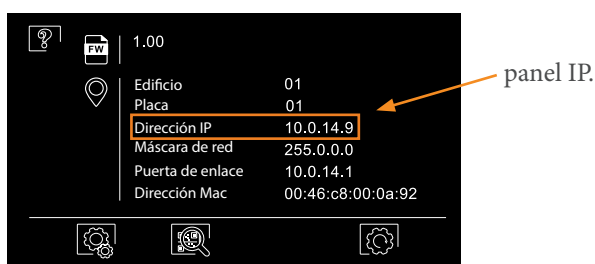 ? FW 1.00
panel IP.
Edificio 01
Placa 01
Dirección IP 10.0.14.9
Máscara de red 255.0.0.0
Puerta de enlace 10.0.14.1
Dirección Mac 00:46:c8:00:0a:92